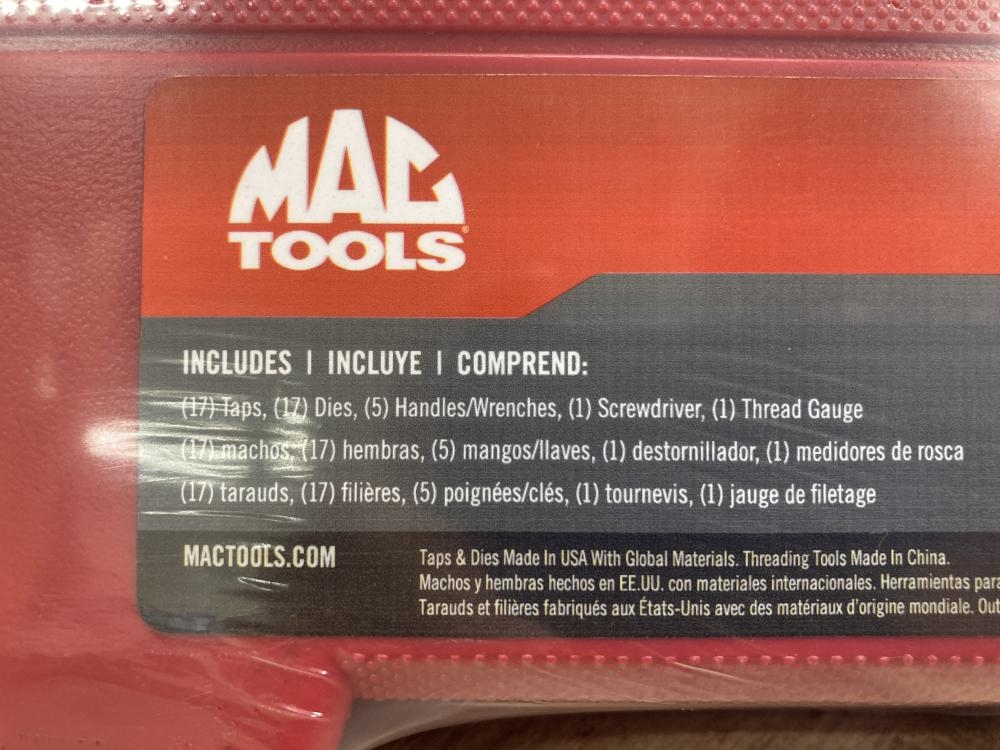 MAC
TOOLS®
INCLUDES | INCLUYE | COMPREND:
(17) Taps, (17) Dies, (5) Handles/Wrenches, (1) Screwdriver, (1) Thread Gauge
(17) machos, (17) hembras, (5) mangos/llaves, (1) destornillador, (1) medidores de rosca
(17) tarauds, (17) filières, (5) poignées/clés, (1) tournevis, (1) jauge de filetage
MACTOOLS.COM
Taps & Dies Made In USA With Global Materials. Threading Tools Made In China.
Machos y hembras hechos en EE.UU. con materiales internacionales. Herramientas para
Tarauds et filières fabriqués aux États-Unis avec des matériaux d'origine mondiale. Out